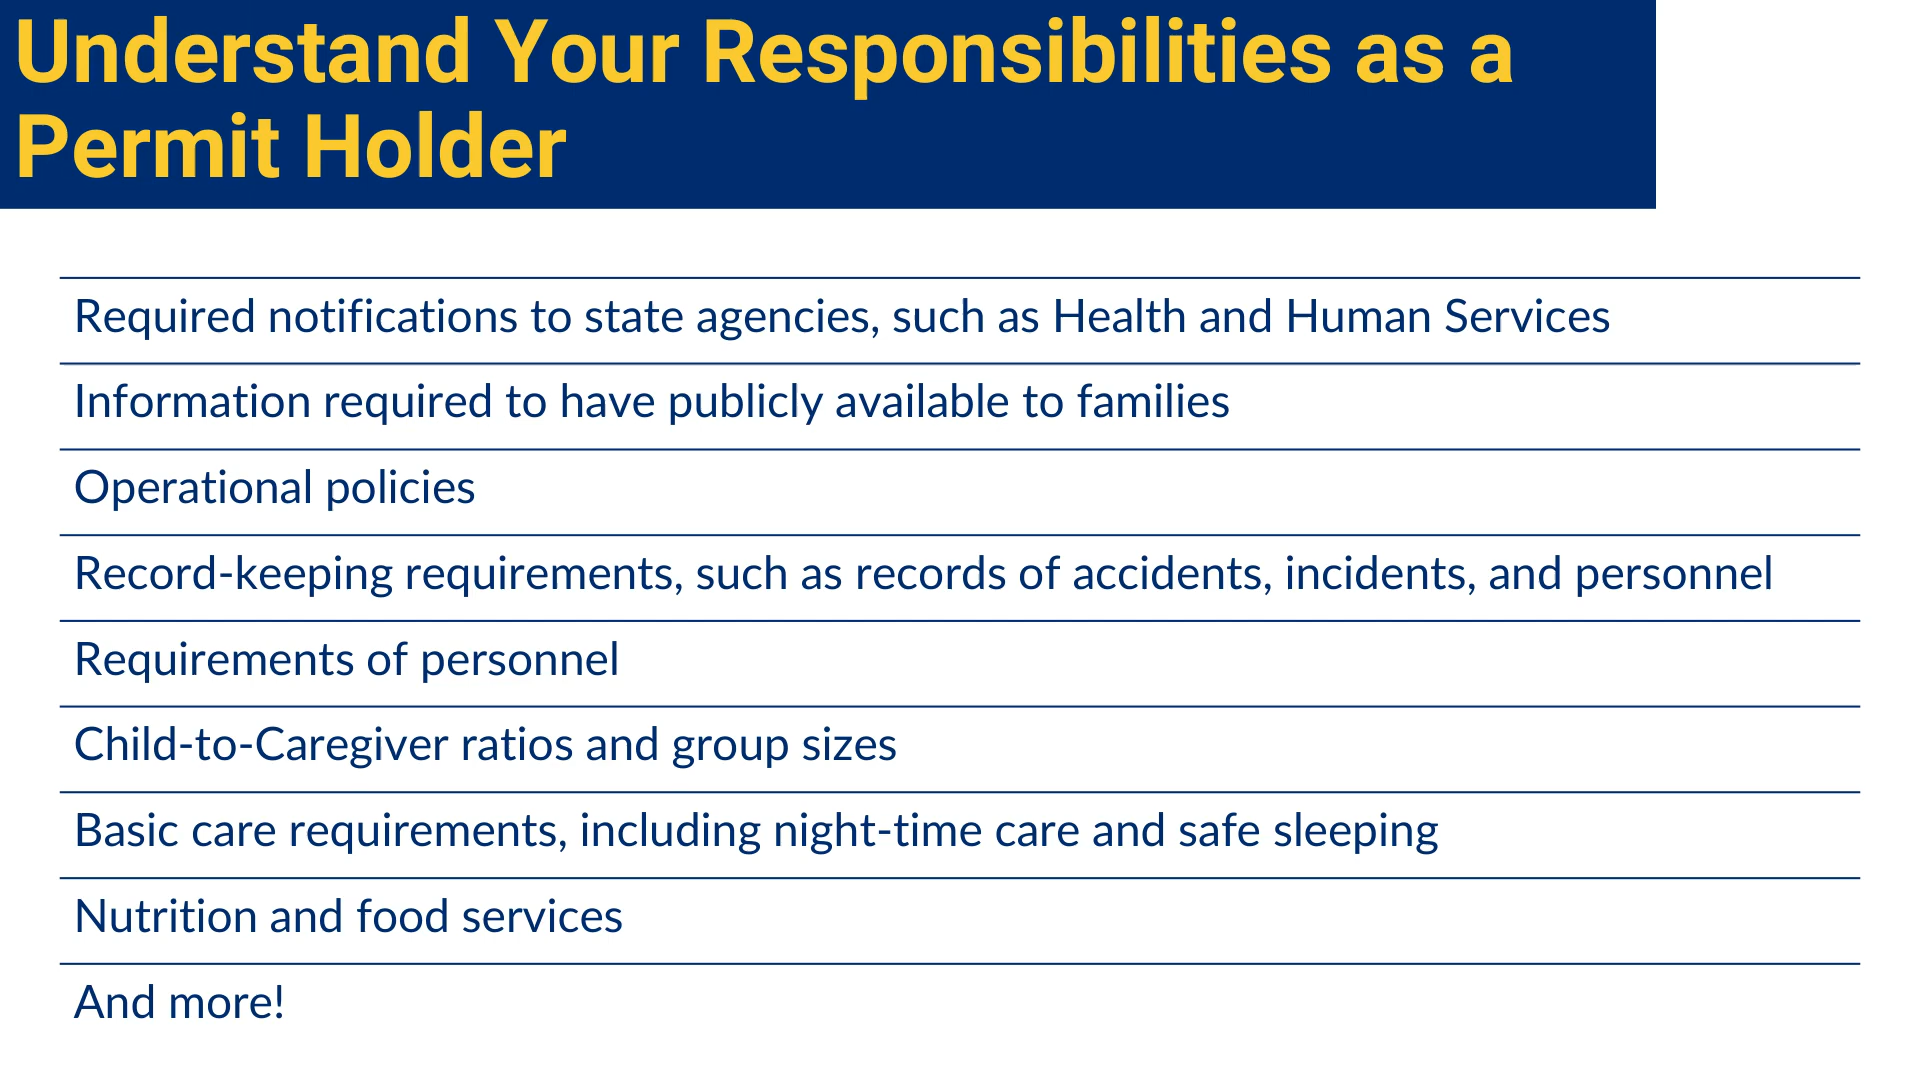 Understand Your Responsibilities as a
Permit Holder
Required notifications to state agencies, such as Health and Human Services
Information required to have publicly available to families
Operational policies
Record-keeping requirements, such as records of accidents, incidents, and personnel
Requirements of personnel
Child-to-Caregiver ratios and group sizes
Basic care requirements, including night-time care and safe sleeping
Nutrition and food services
And more!